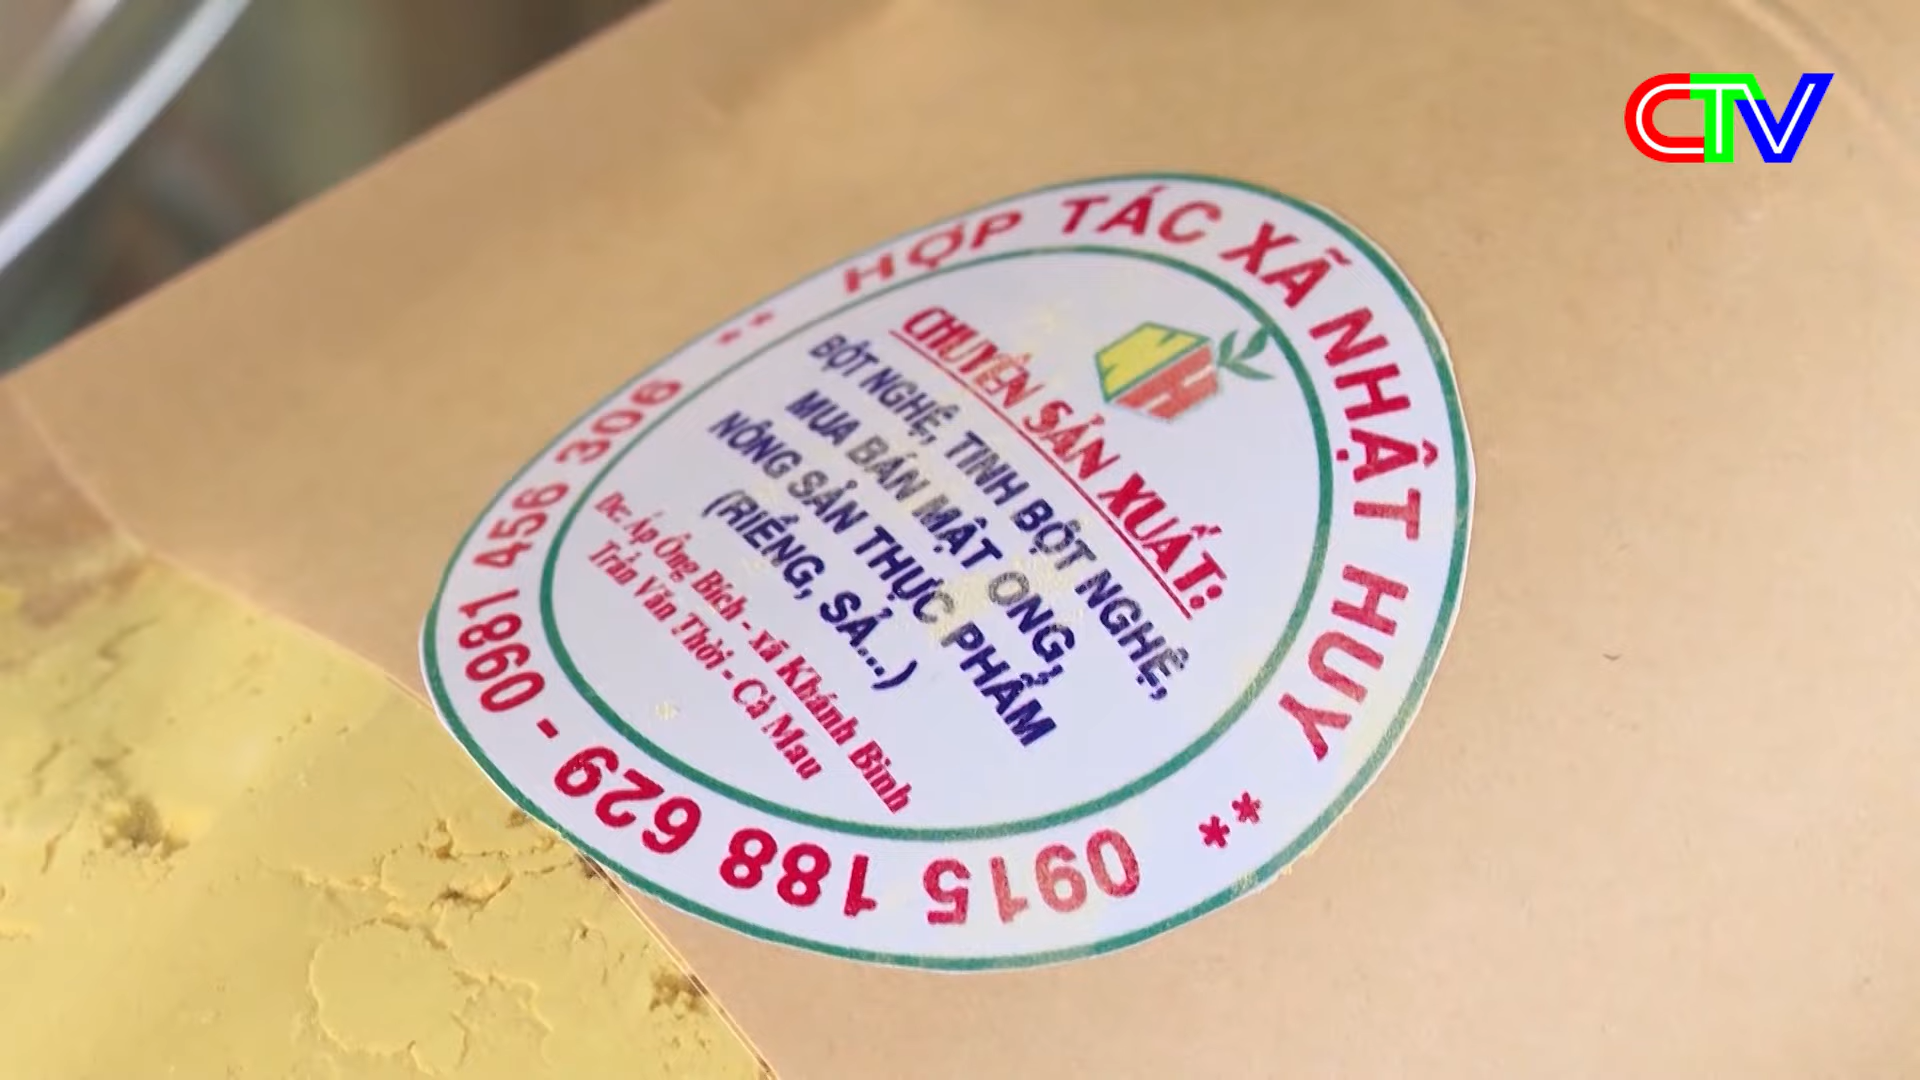 CTV
** HỢP TÁC XÃ NHẬT HUY **
NH
CHUYÊN SẢN XUẤT:
BỘT NGHỆ, TINH BỘT NGHỆ,
MUA BÁN MẬT ONG,
NÔNG SẢN THỰC PHẨM
(RIỀNG, SẢ...)
Đc: Ấp Ông Bích - xã Khánh Bình
Trần Văn Thời - Cà Mau
0915 188 629 - 0981 456 306